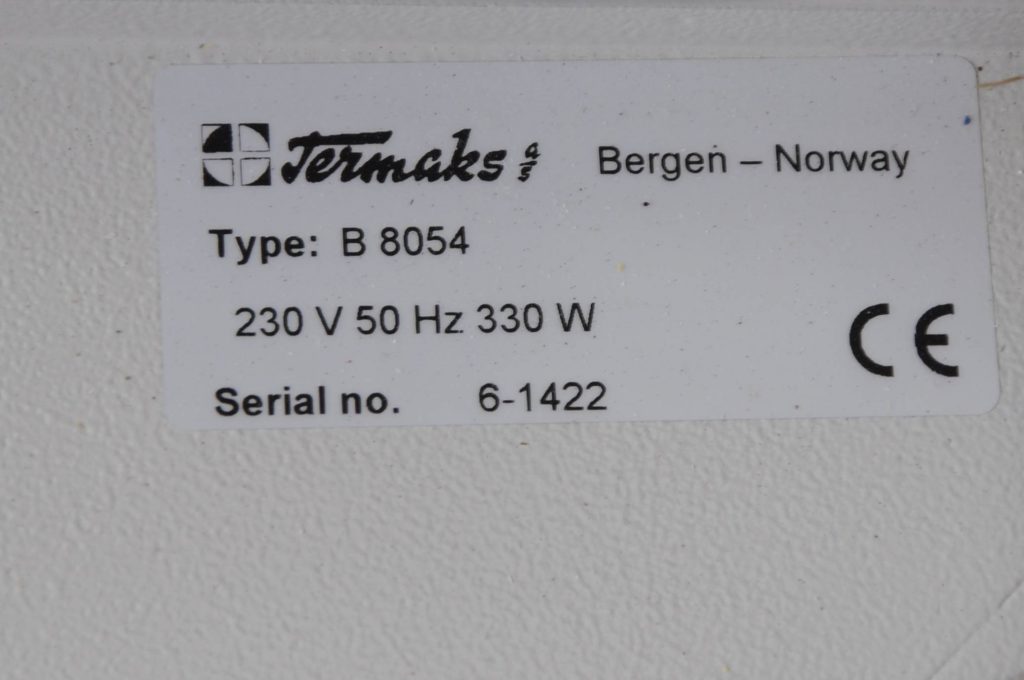 Termaks a/s Bergen – Norway
Type: B 8054
230 V 50 Hz 330 W
CE
Serial no. 6-1422